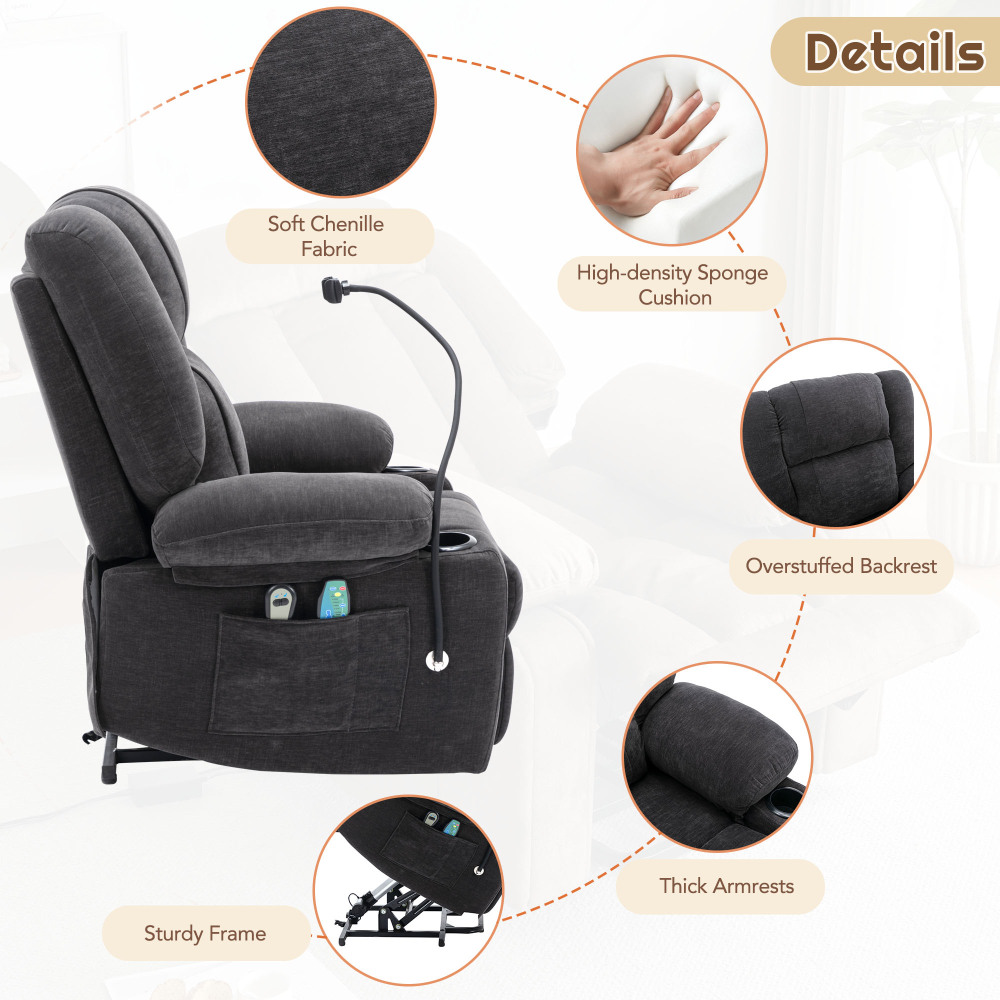 Details
Soft Chenille
Fabric
High-density Sponge
Cushion
Overstuffed Backrest
Thick Armrests
Sturdy Frame